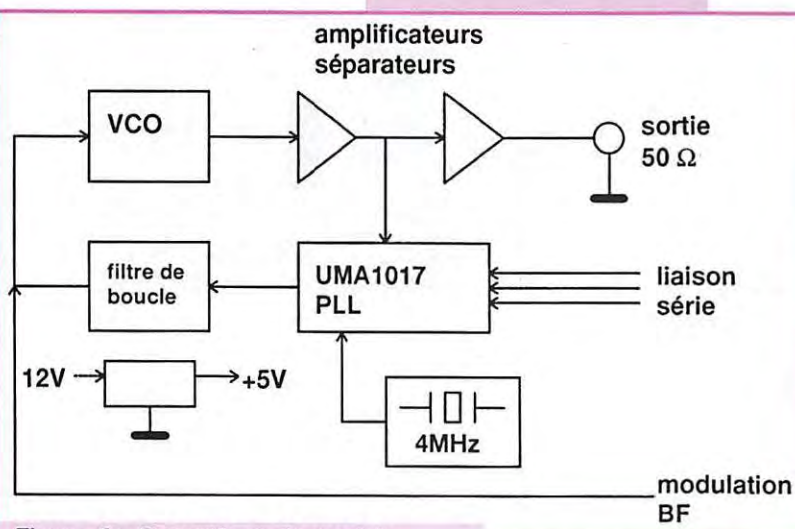 amplificateurs
séparateurs
VCO
sortie
50 Ω
filtre de
boucle
UMA1017
PLL
liaison
série
12V
+5V
4MHz
modulation
BF